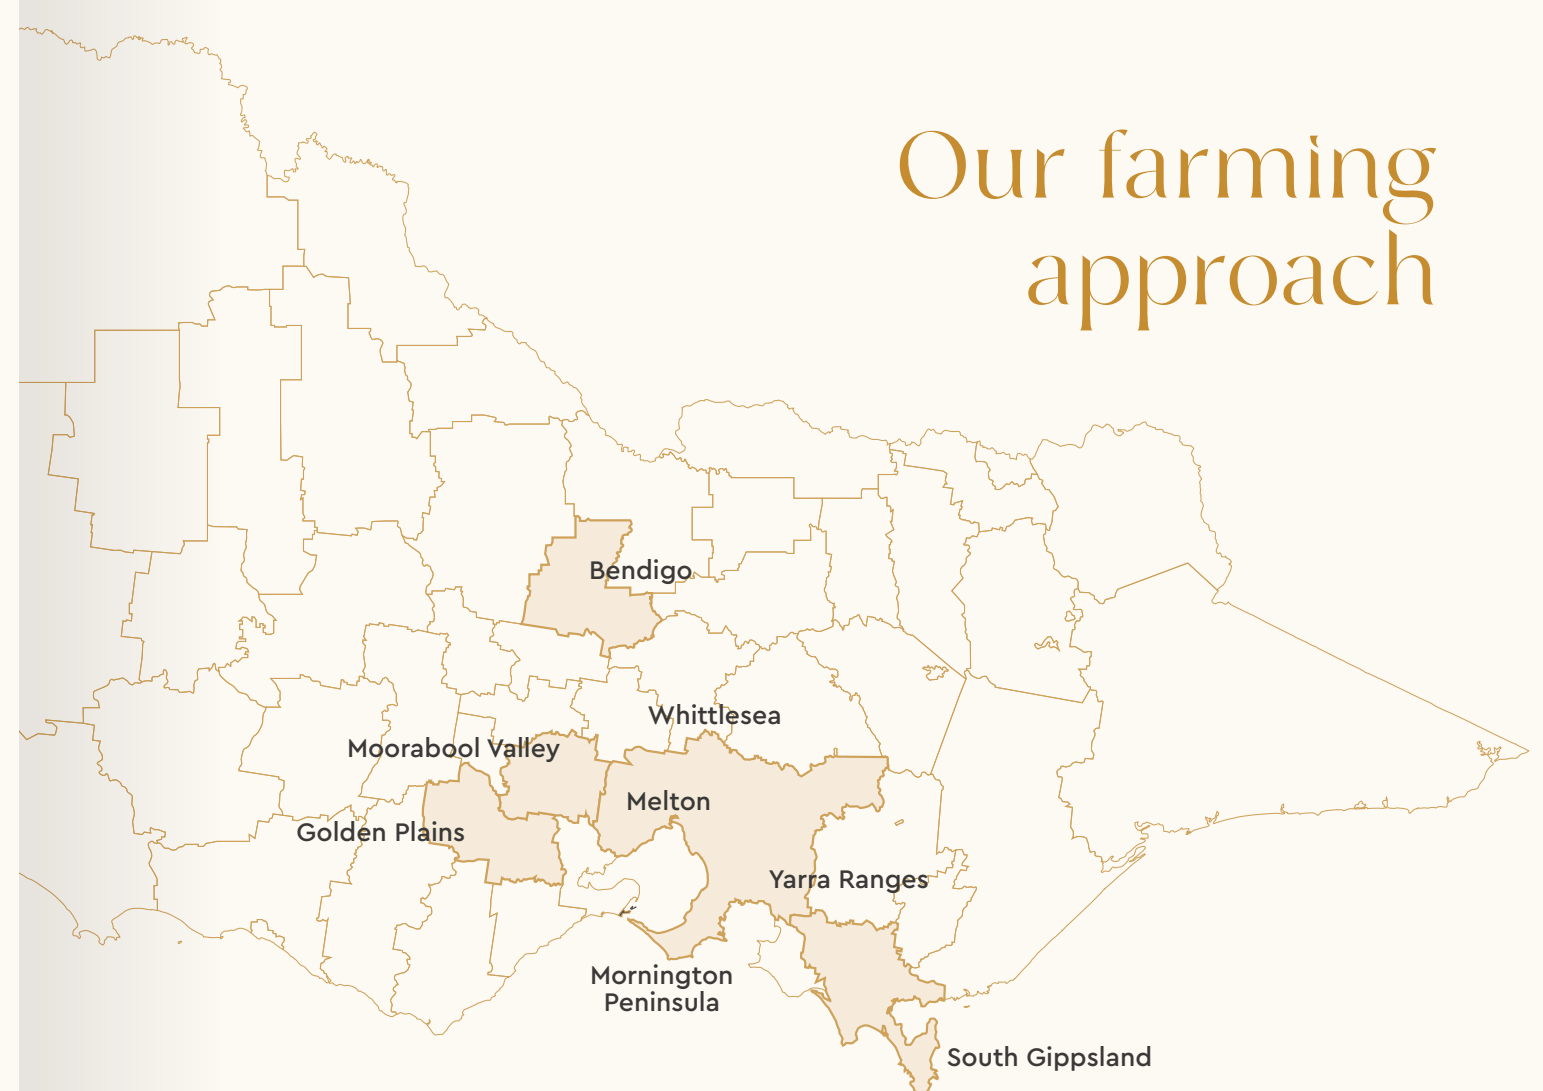 Our farming
approach
Bendigo
Whittlesea
Moorabool Valley
Melton
Golden Plains
Yarra Ranges
Mornington
Peninsula
South Gippsland